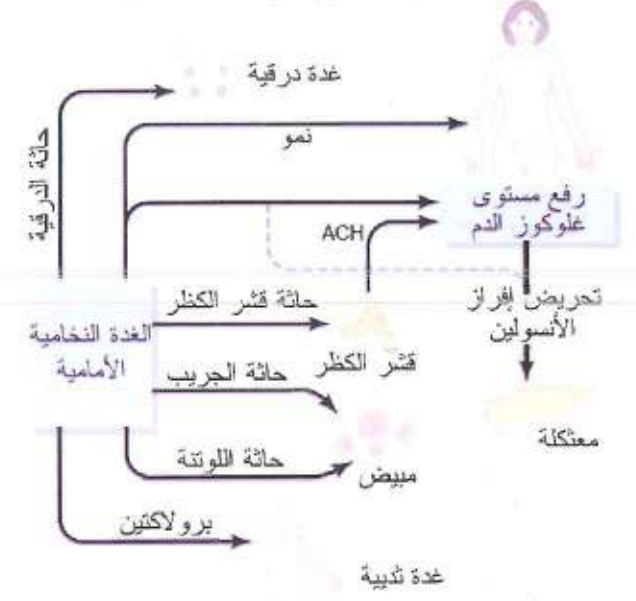 غدة درقية
حاثة الدرقية
نمو
رفع مستوى
غلوكوز الدم
ACH
تحريض إفراز
الأنسولين
حاثة قشر الكظر
الغدة النخامية
الأمامية
قشر الكظر
حاثة الجريب
معثكلة
حاثة اللوتنة
مبيض
برولاكتين
غدة ثديية